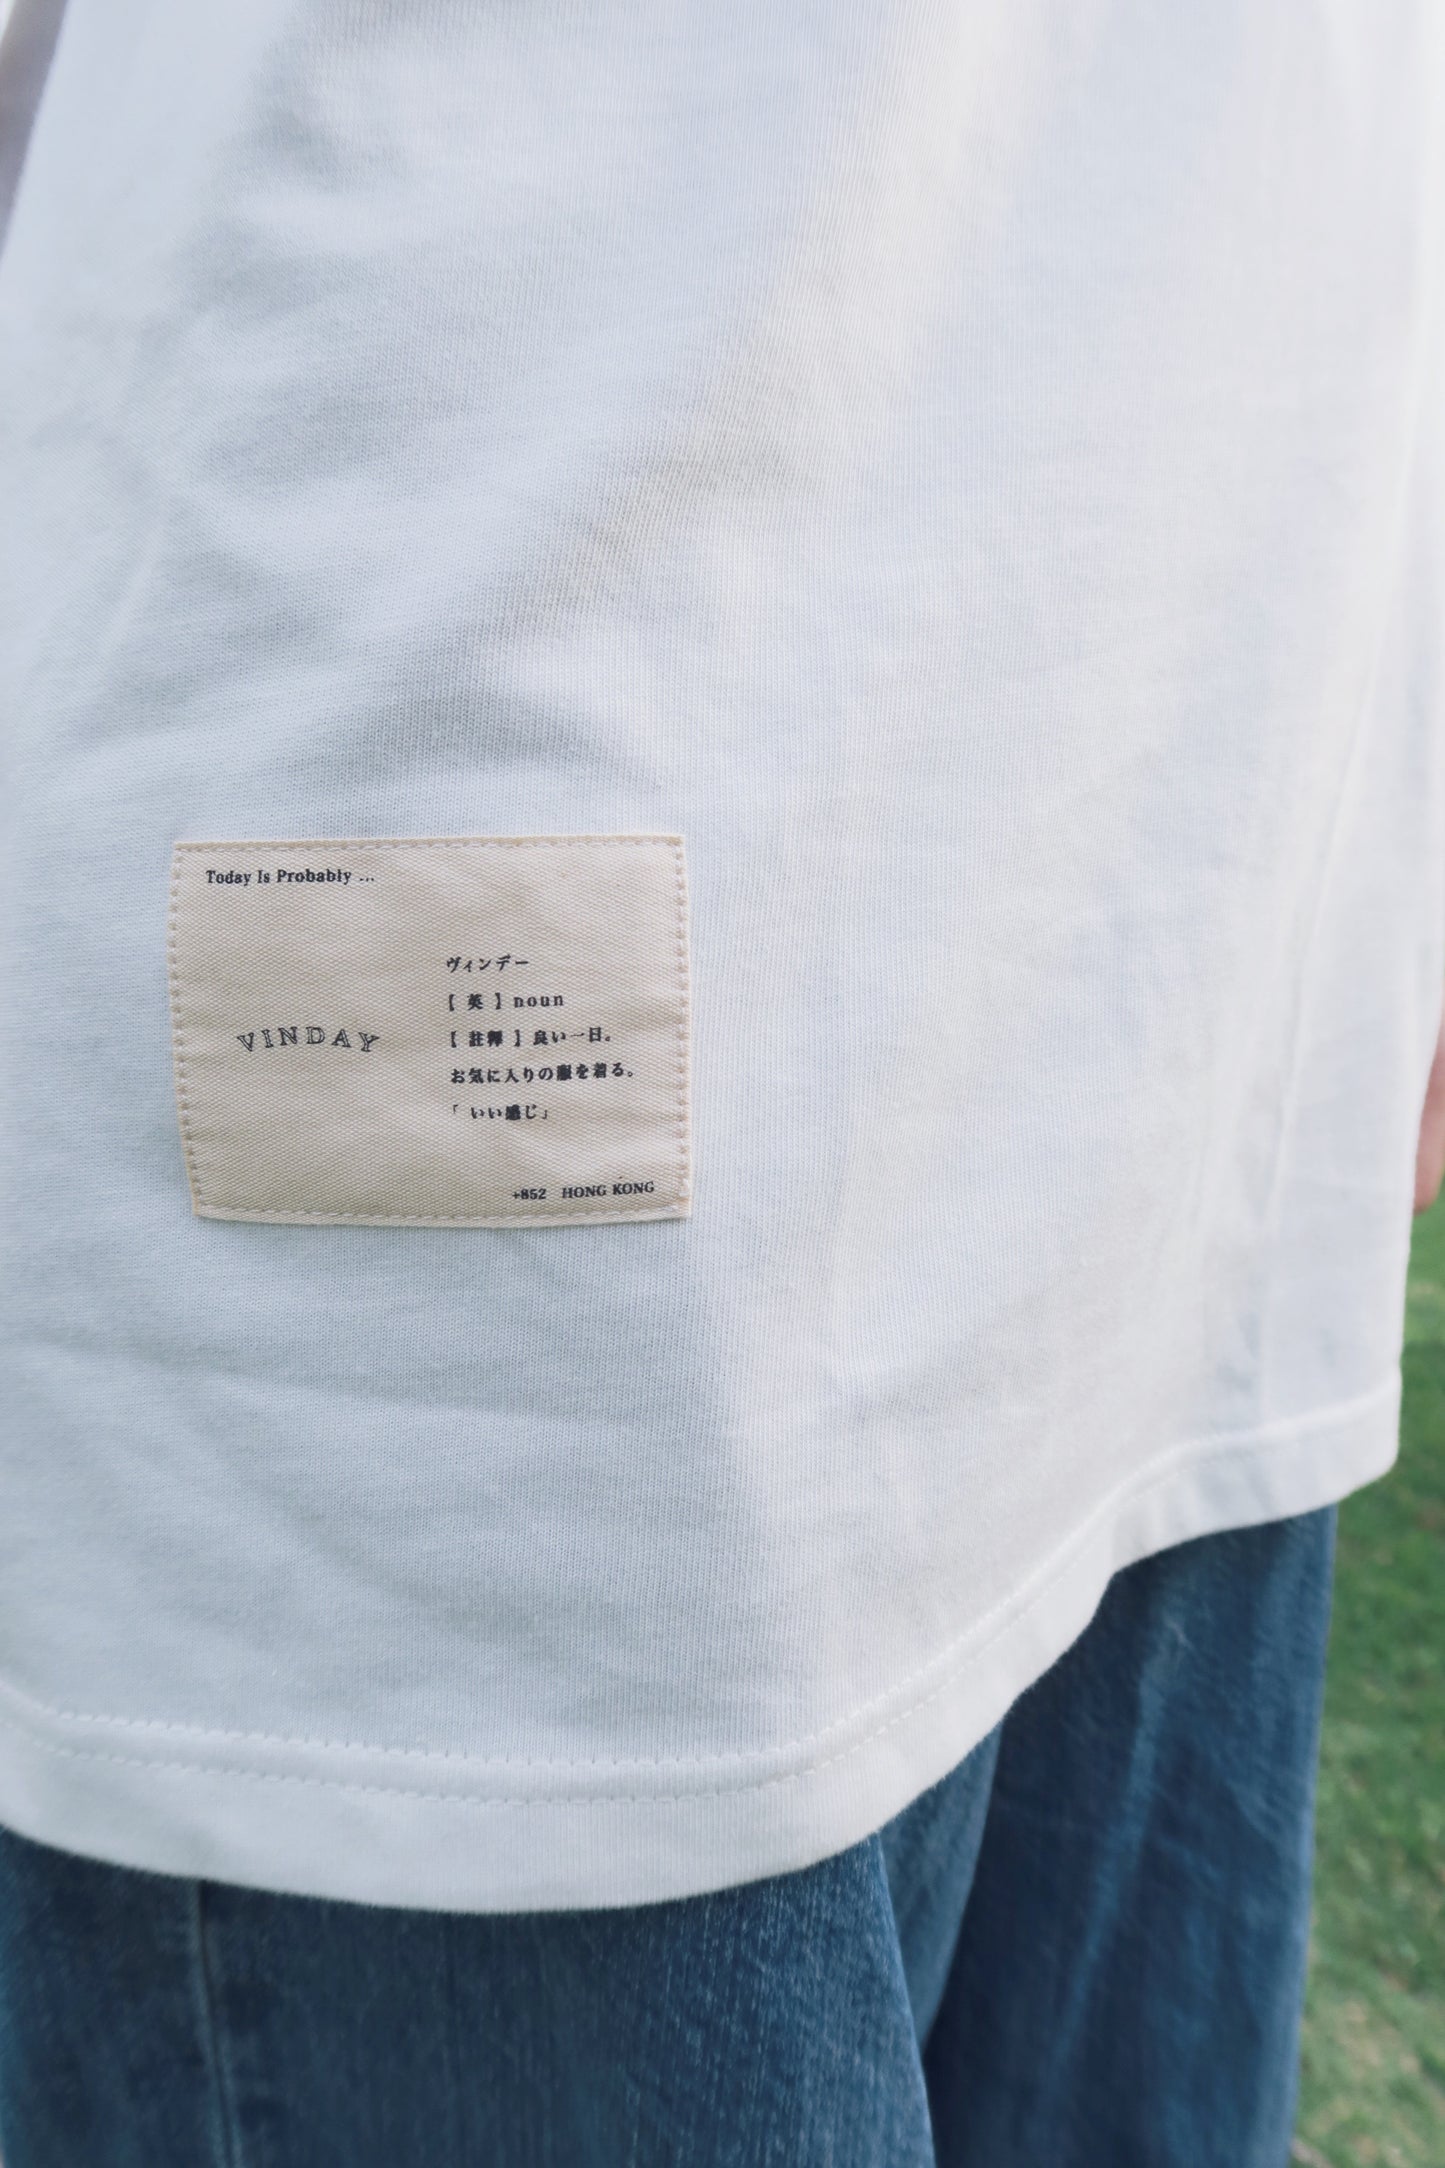 Today Is Probably ...
VINDAY
ヴィンデー
【 英 】noun
【 註釋 】良い一日。
お気に入りの服を着る。
「 いい感じ」
+852 HONG KONG